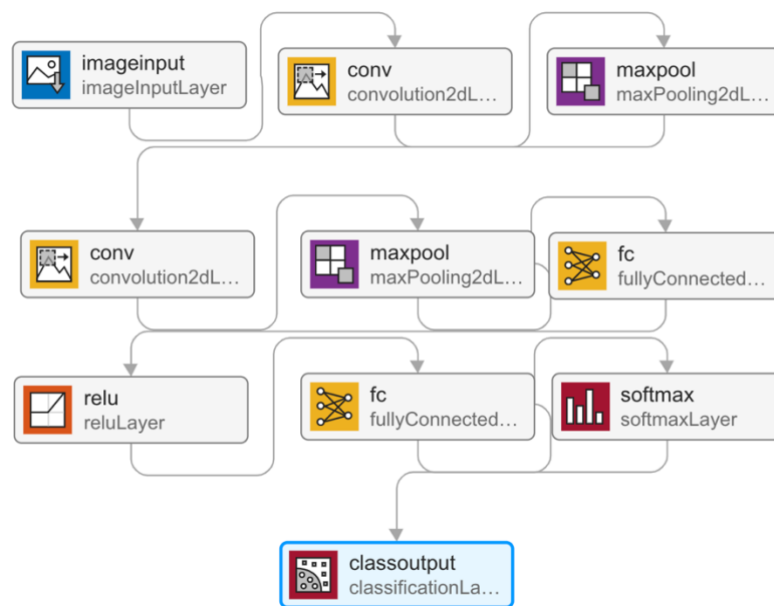 imageinput
imageInputLayer
conv
convolution2dL...
maxpool
maxPooling2dL...
conv
convolution2dL...
maxpool
maxPooling2dL...
fc
fullyConnected...
relu
reluLayer
fc
fullyConnected...
softmax
softmaxLayer
classoutput
classificationLa...